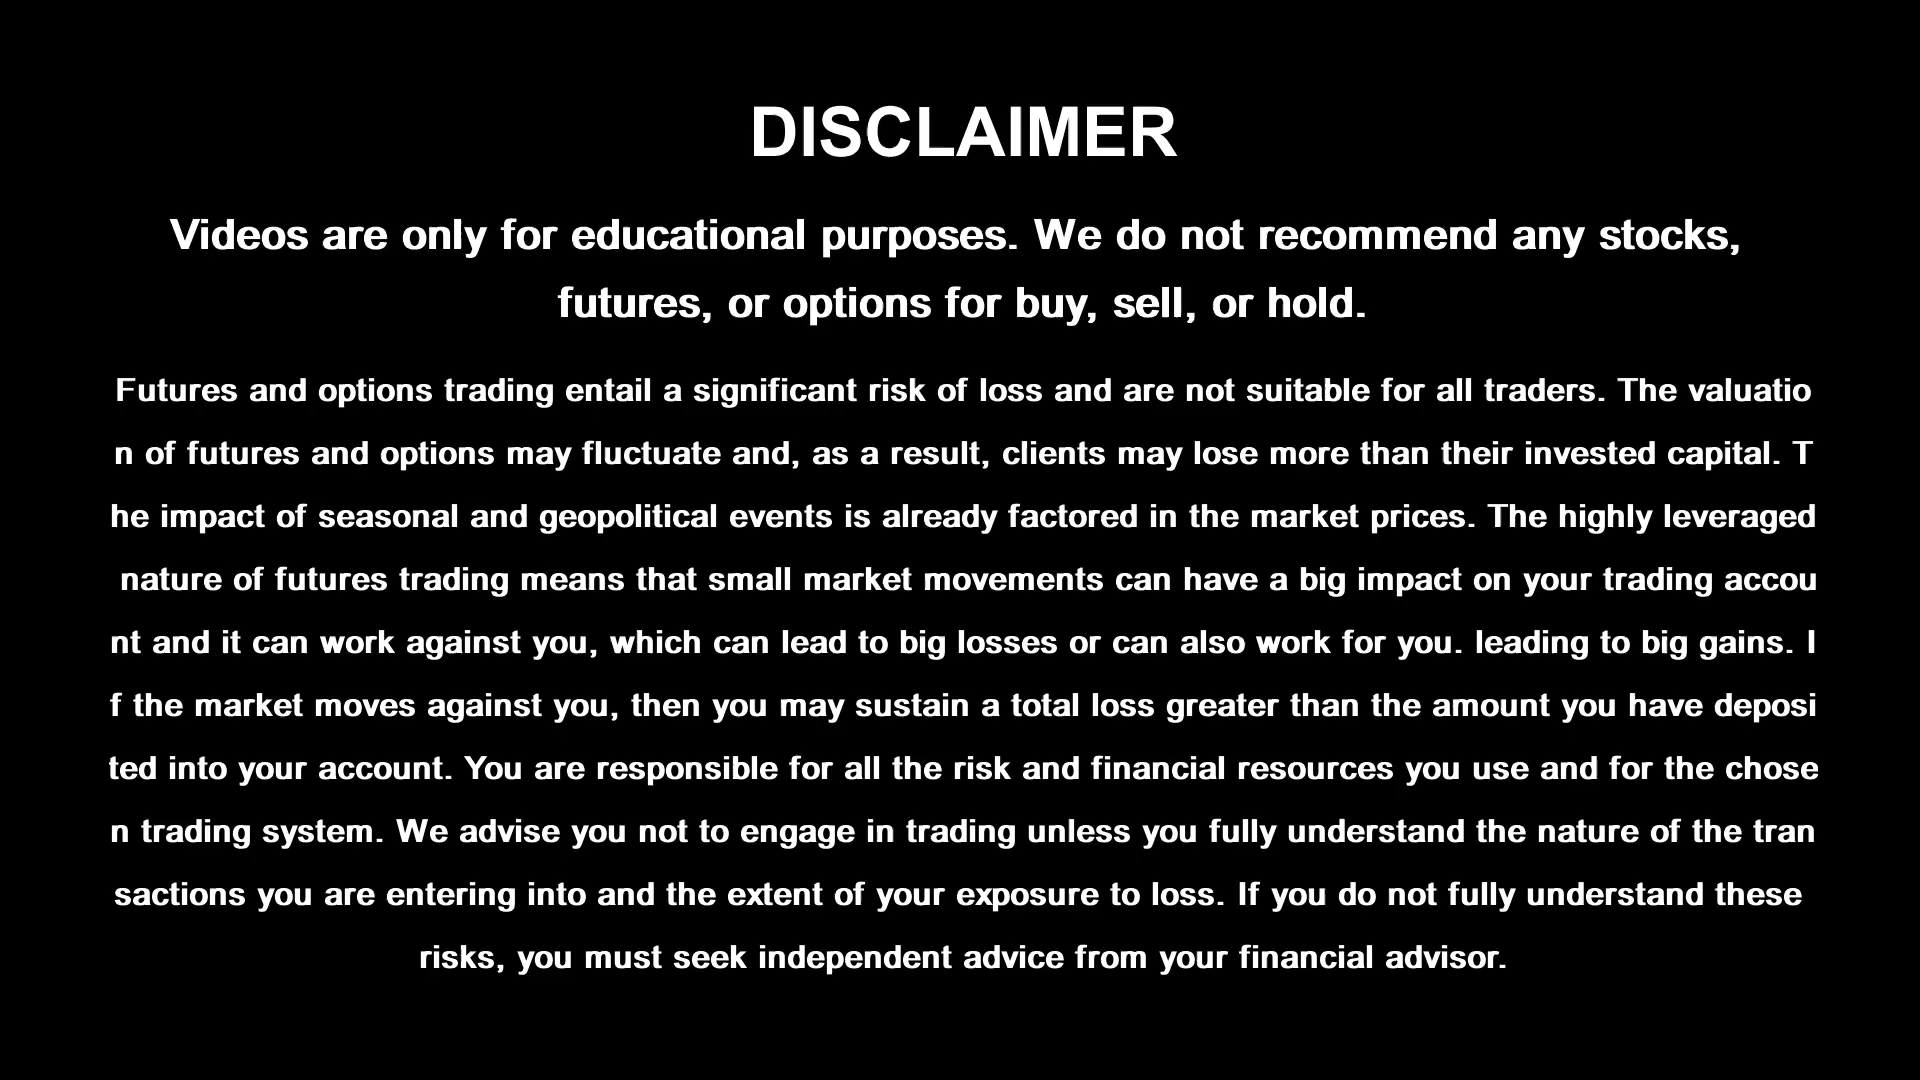 DISCLAIMER
Videos are only for educational purposes. We do not recommend any stocks,
futures, or options for buy, sell, or hold.
Futures and options trading entail a significant risk of loss and are not suitable for all traders. The valuatio
n of futures and options may fluctuate and, as a result, clients may lose more than their invested capital. T
he impact of seasonal and geopolitical events is already factored in the market prices. The highly leveraged
nature of futures trading means that small market movements can have a big impact on your trading accou
nt and it can work against you, which can lead to big losses or can also work for you. leading to big gains. I
f the market moves against you, then you may sustain a total loss greater than the amount you have deposi
ted into your account. You are responsible for all the risk and financial resources you use and for the chose
n trading system. We advise you not to engage in trading unless you fully understand the nature of the tran
sactions you are entering into and the extent of your exposure to loss. If you do not fully understand these
risks, you must seek independent advice from your financial advisor.